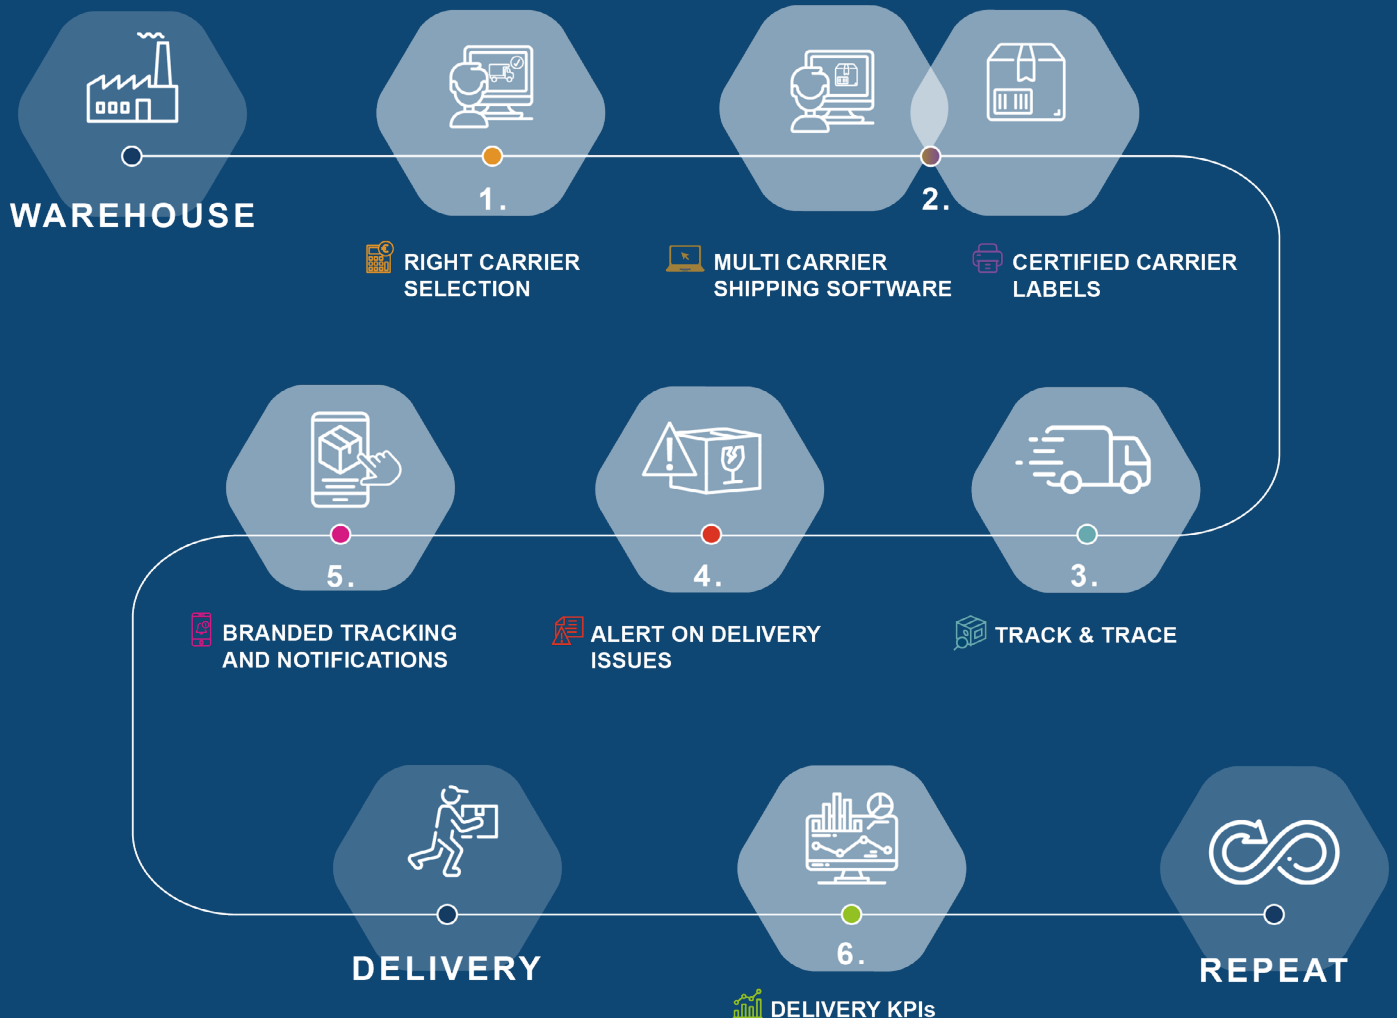 WAREHOUSE
1.
2.
RIGHT CARRIER
SELECTION
MULTI CARRIER
SHIPPING SOFTWARE
CERTIFIED CARRIER
LABELS
3.
TRACK & TRACE
4.
ALERT ON DELIVERY
ISSUES
5.
BRANDED TRACKING
AND NOTIFICATIONS
DELIVERY
6.
DELIVERY KPIs
REPEAT